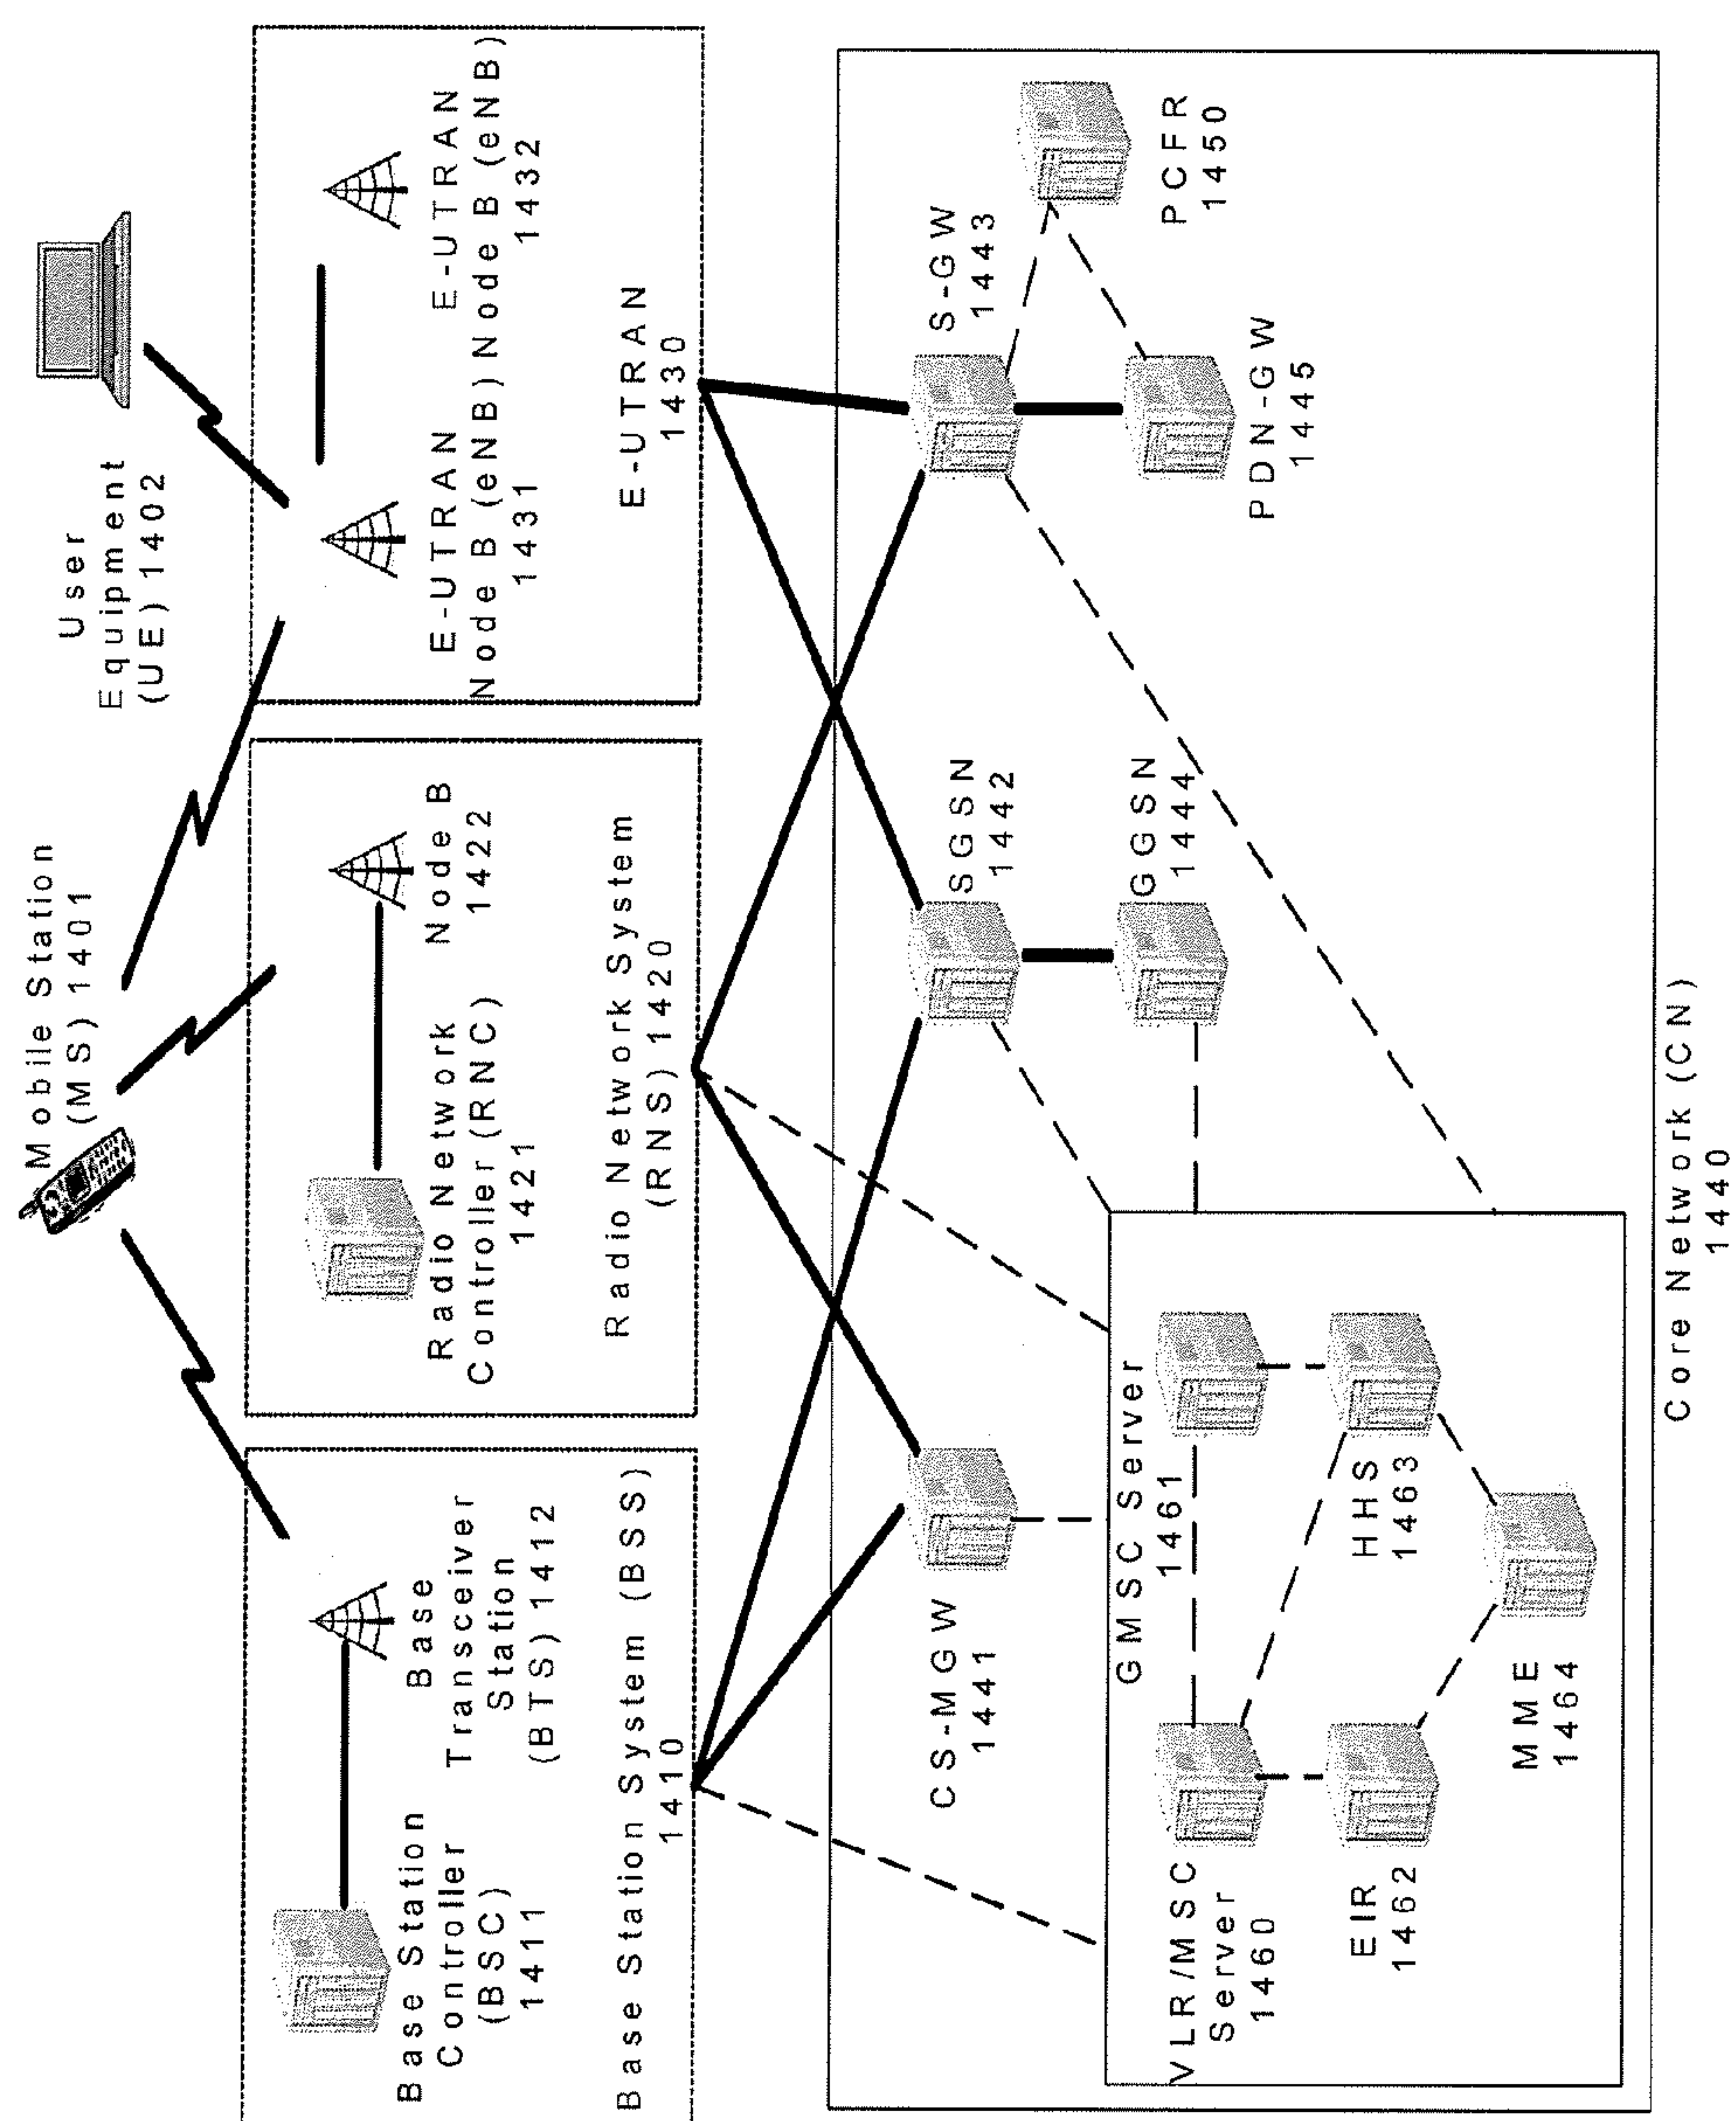 Mobile Station
(MS) 1401
User
Equipment
(UE) 1402
Base Station
Controller
(BSC)
1411
Base
Transceiver
Station
(BTS) 1412
Base Station System (BSS)
1410
Radio Network
Controller (RNC)
1421
Node B
1422
Radio Network System
(RNS) 1420
E-UTRAN
Node B (eNB)
1431
E-UTRAN
Node B (eNB)
1432
E-UTRAN
1430
CS-MGW
1441
SGSN
1442
S-GW
1443
GGSN
1444
PDN-GW
1445
PCFR
1450
GMSC Server
1461
VLR/MSC
Server
1460
HHS
1463
EIR
1462
MME
1464
Core Network (CN)
1440